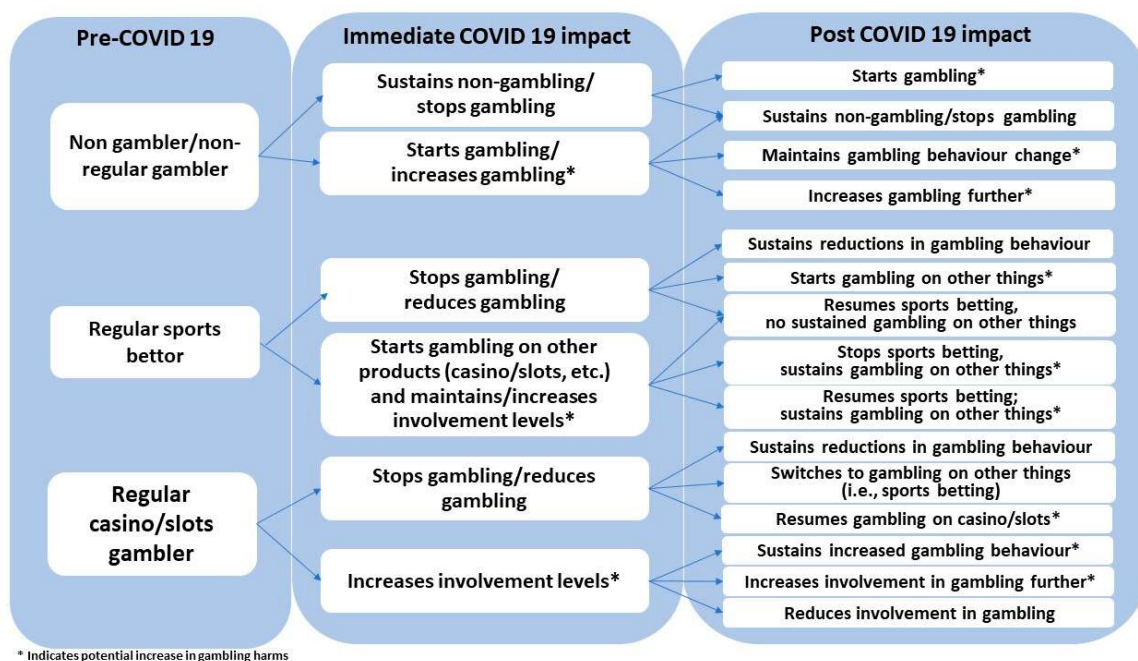 Pre-COVID 19
Non gambler/non-
regular gambler
Regular sports
bettor
Regular
casino/slots
gambler
Immediate COVID 19 impact
Sustains non-gambling/
stops gambling
Starts gambling/
increases gambling*
Stops gambling/
reduces gambling
Starts gambling on other
products (casino/slots, etc.)
and maintains/increases
involvement levels*
Stops gambling/reduces
gambling
Increases involvement levels*
Post COVID 19 impact
Starts gambling*
Sustains non-gambling/stops gambling
Maintains gambling behaviour change*
Increases gambling further*
Sustains reductions in gambling behaviour
Starts gambling on other things*
Resumes sports betting,
no sustained gambling on other things
Stops sports betting,
sustains gambling on other things*
Resumes sports betting;
sustains gambling on other things*
Sustains reductions in gambling behaviour
Switches to gambling on other things
(i.e., sports betting)
Resumes gambling on casino/slots*
Sustains increased gambling behaviour*
Increases involvement in gambling further*
Reduces involvement in gambling
* Indicates potential increase in gambling harms